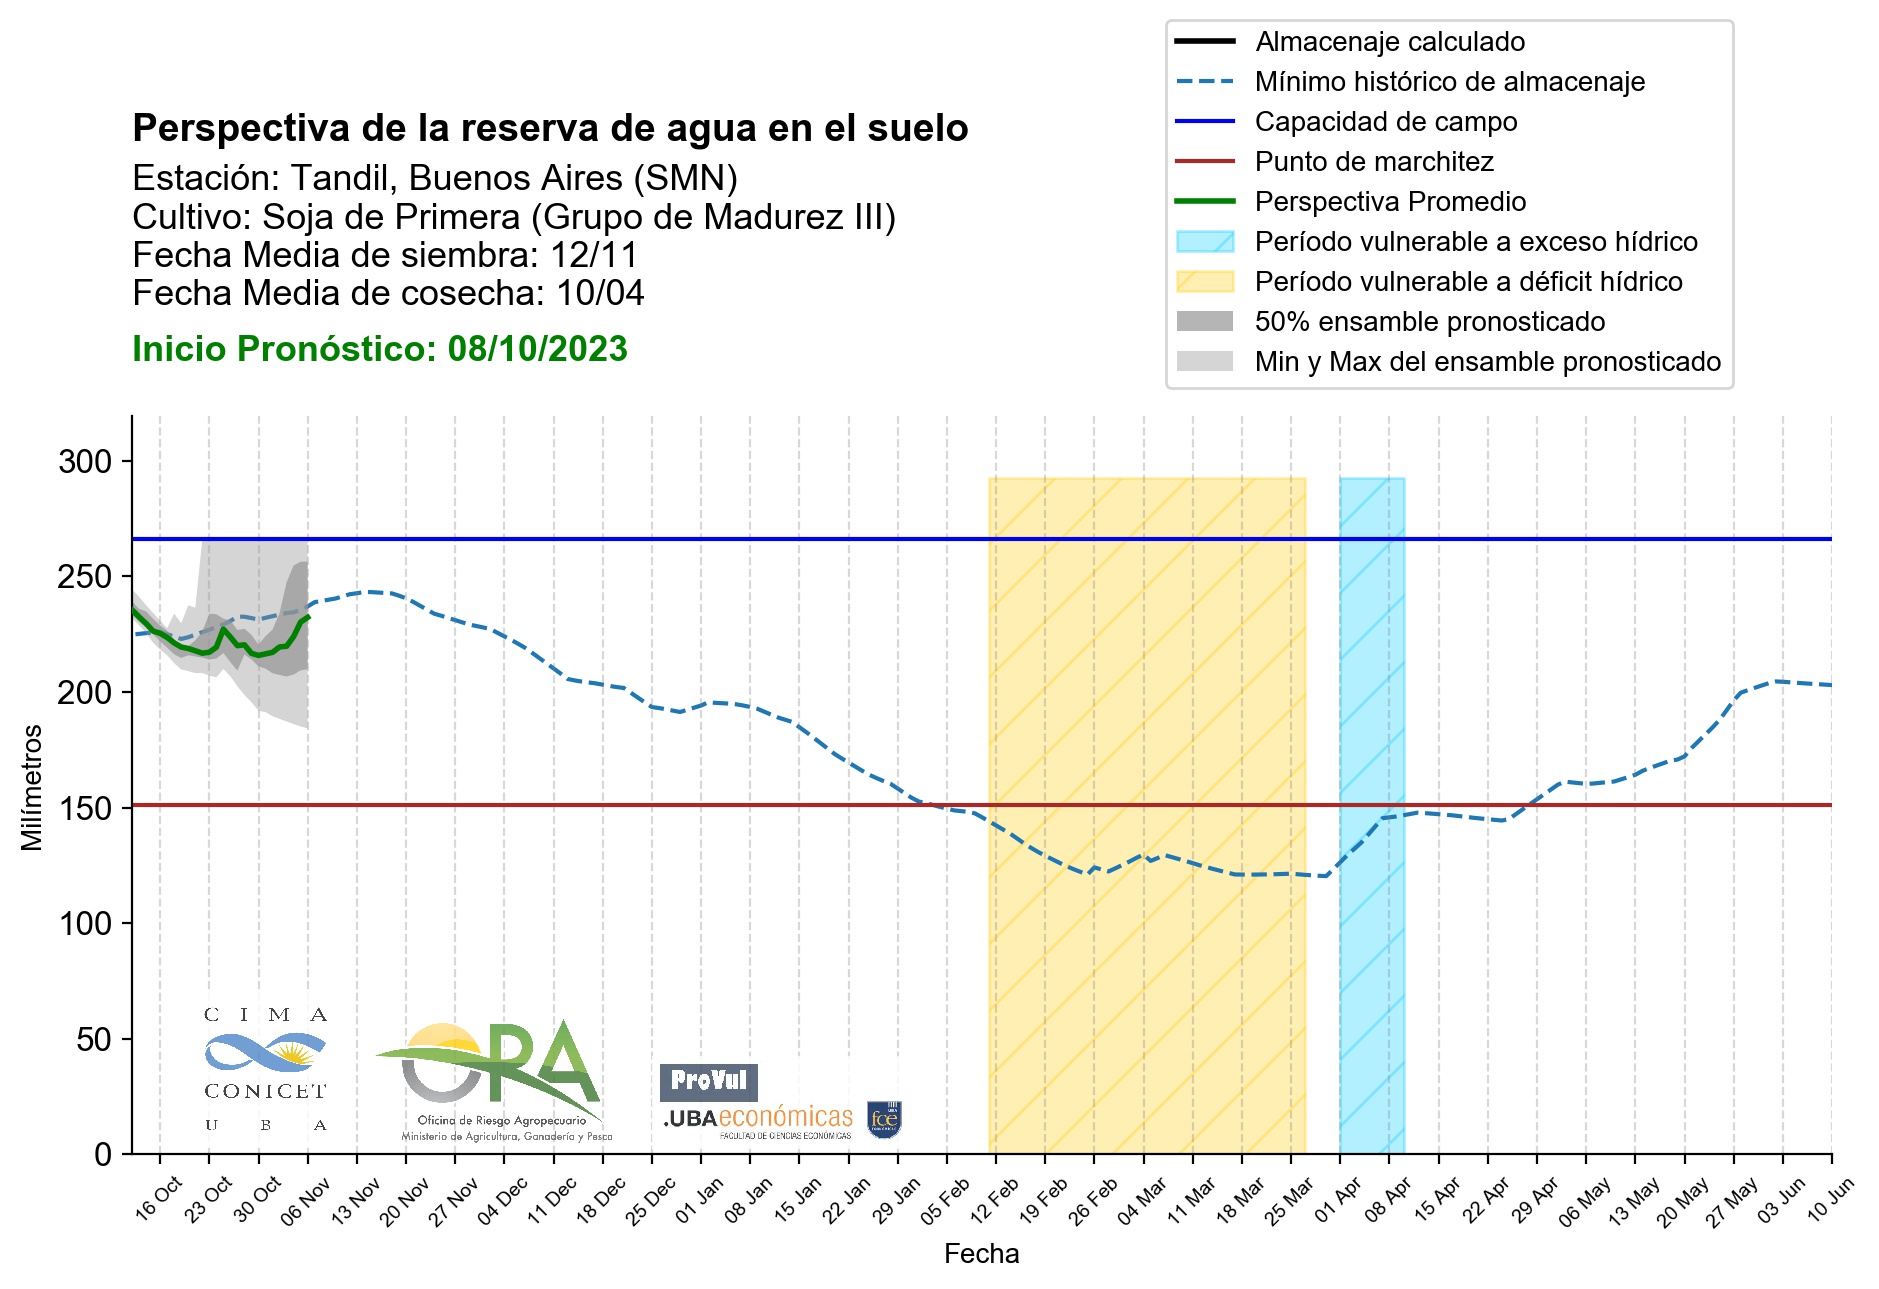 Almacenaje calculado
Mínimo histórico de almacenaje
Capacidad de campo
Punto de marchitez
Perspectiva Promedio
Período vulnerable a exceso hídrico
Período vulnerable a déficit hídrico
50% ensamble pronosticado
Min y Max del ensamble pronosticado
Perspectiva de la reserva de agua en el suelo
Estación: Tandil, Buenos Aires (SMN)
Cultivo: Soja de Primera (Grupo de Madurez III)
Fecha Media de siembra: 12/11
Fecha Media de cosecha: 10/04
Inicio Pronóstico: 08/10/2023
300
250
200
150
100
50
0
Milímetros
C I M A
CONICET
U B A
ORA
Oficina de Riesgo Agropecuario
Ministerio de Agricultura, Ganadería y Pesca
ProVul
.UBAeconómicas
FACULTAD DE CIENCIAS ECONÓMICAS
fce
16 Oct
23 Oct
30 Oct
06 Nov
13 Nov
20 Nov
27 Nov
04 Dec
11 Dec
18 Dec
25 Dec
01 Jan
08 Jan
15 Jan
22 Jan
29 Jan
05 Feb
12 Feb
19 Feb
26 Feb
04 Mar
11 Mar
18 Mar
25 Mar
01 Apr
08 Apr
15 Apr
22 Apr
29 Apr
06 May
13 May
20 May
27 May
03 Jun
10 Jun
Fecha